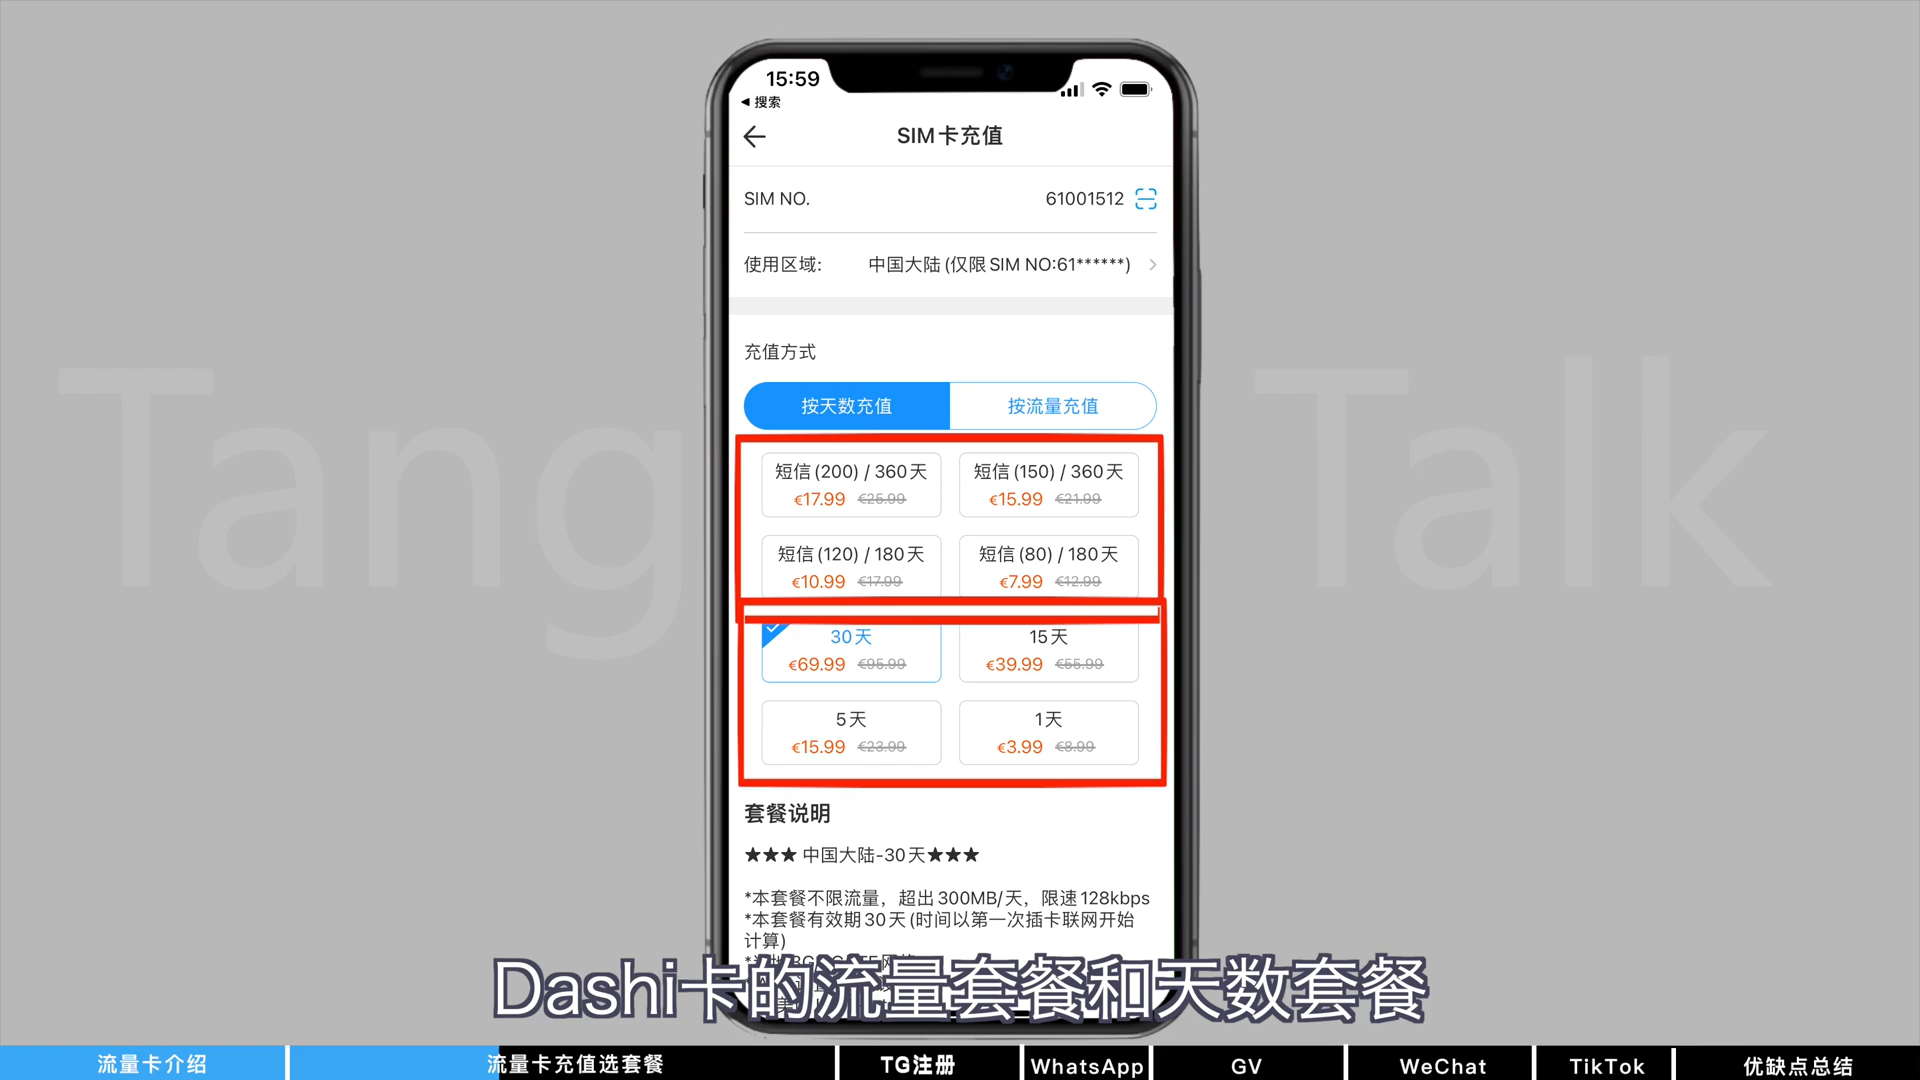 15:59
◀ 搜索
SIM卡充值
SIM NO.
61001512
使用区域:
中国大陆(仅限SIM NO:61******)
充值方式
按天数充值
按流量充值
Tang
Talk
短信(200) / 360天
€17.99 €25.99
短信(150) / 360天
€15.99 €21.99
短信(120) / 180天
€10.99 €17.99
短信(80) / 180天
€7.99 €12.99
30天
€69.99 €95.99
15天
€39.99 €55.99
5天
€15.99 €23.99
1天
€3.99 €8.99
套餐说明
★★★ 中国大陆-30天★★★
*本套餐不限流量，超出300MB/天，限速128kbps
*本套餐有效期30天(时间以第一次插卡联网开始
计算)
Dashi卡的流量套餐和天数套餐
流量卡介绍
流量卡充值选套餐
TG注册
WhatsApp
GV
WeChat
TikTok
优缺点总结